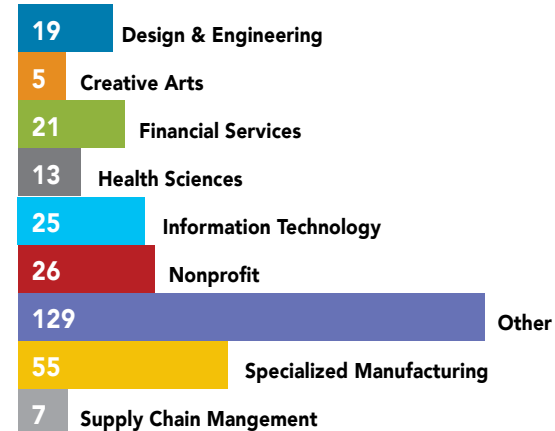 19 Design & Engineering
5 Creative Arts
21 Financial Services
13 Health Sciences
25 Information Technology
26 Nonprofit
129 Other
55 Specialized Manufacturing
7 Supply Chain Mangement